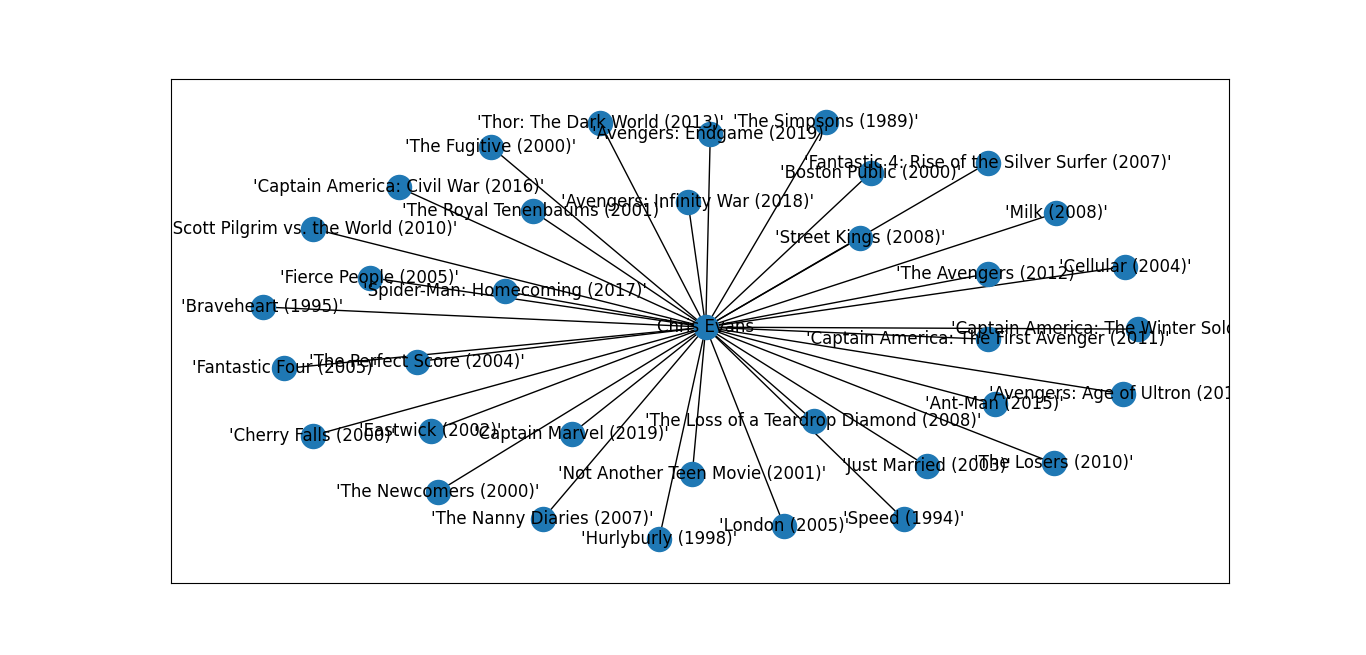 'Thor: The Dark World (2013)'
'The Simpsons (1989)'
'Avengers: Endgame (2019)'
'The Fugitive (2000)'
'Fantastic 4: Rise of the Silver Surfer (2007)'
'Boston Public (2000)'
'Captain America: Civil War (2016)'
'Avengers: Infinity War (2018)'
'The Royal Tenenbaums (2001)'
'Milk (2008)'
Scott Pilgrim vs. the World (2010)'
'Street Kings (2008)'
'Cellular (2004)'
'The Avengers (2012)'
'Fierce People (2005)'
'Spider-Man: Homecoming (2017)'
'Braveheart (1995)'
Chris Evans
'Captain America: The Winter Sol
'Captain America: The First Avenger (2011)'
'The Perfect Score (2004)'
'Fantastic Four (2005)'
'Avengers: Age of Ultron (201
'Ant-Man (2015)'
'The Loss of a Teardrop Diamond (2008)'
'Eastwick (2002)'
'Captain Marvel (2019)'
'Cherry Falls (2000)'
'The Losers (2010)'
'Just Married (2003)'
'Not Another Teen Movie (2001)'
'The Newcomers (2000)'
'The Nanny Diaries (2007)'
'Speed (1994)'
'London (2005)'
'Hurlyburly (1998)'